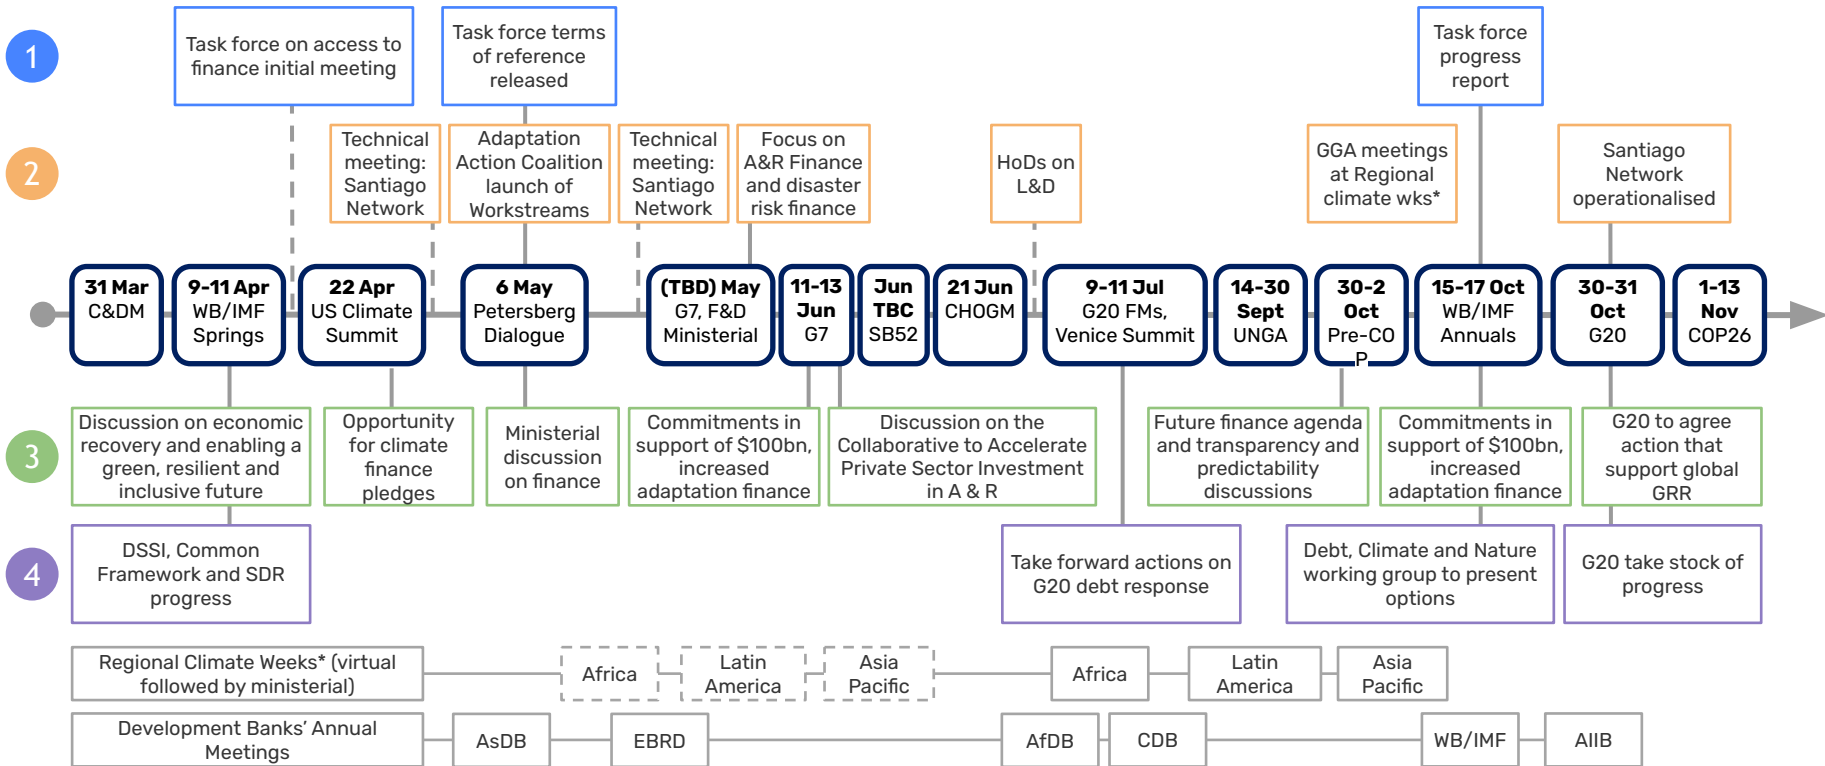 1
Task force on access to
finance initial meeting
Task force terms
of reference
released
Task force
progress
report
2
Technical
meeting:
Santiago
Network
Adaptation
Action Coalition
launch of
Workstreams
Technical
meeting:
Santiago
Network
Focus on
A&R Finance
and disaster
risk finance
HoDs on
L&D
GGA meetings
at Regional
climate wks*
Santiago
Network
operationalised
31 Mar
C&DM
9-11 Apr
WB/IMF
Springs
22 Apr
US Climate
Summit
6 May
Petersberg
Dialogue
(TBD) May
G7, F&D
Ministerial
11-13
Jun
G7
Jun
TBC
SB52
21 Jun
CHOGM
9-11 Jul
G20 FMs,
Venice Summit
14-30
Sept
UNGA
30-2
Oct
Pre-CO
P
15-17 Oct
WB/IMF
Annuals
30-31
Oct
G20
1-13
Nov
COP26
3
Discussion on economic
recovery and enabling a
green, resilient and
inclusive future
Opportunity
for climate
finance
pledges
Ministerial
discussion
on finance
Commitments in
support of $100bn,
increased
adaptation finance
Discussion on the
Collaborative to Accelerate
Private Sector Investment
in A & R
Future finance agenda
and transparency and
predictability
discussions
Commitments in
support of $100bn,
increased
adaptation finance
G20 to agree
action that
support global
GRR
4
DSSI, Common
Framework and SDR
progress
Take forward actions on
G20 debt response
Debt, Climate and Nature
working group to present
options
G20 take stock of
progress
Regional Climate Weeks* (virtual
followed by ministerial)
Africa
Latin
America
Asia
Pacific
Africa
Latin
America
Asia
Pacific
Development Banks' Annual
Meetings
AsDB
EBRD
AfDB
CDB
WB/IMF
AIIB